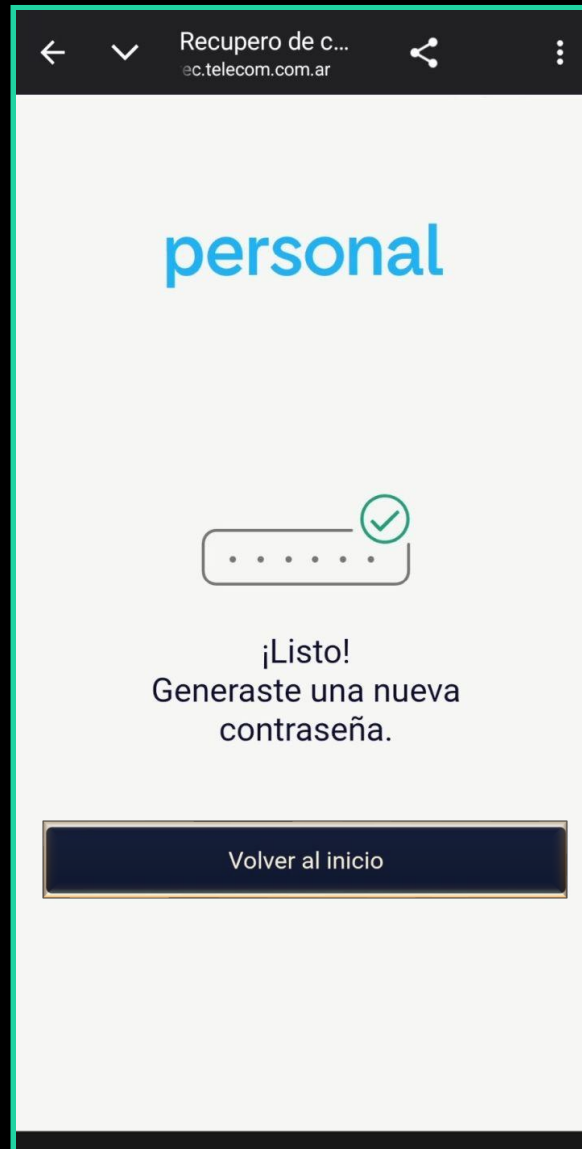 Recupero de c...
ec.telecom.com.ar
personal
¡Listo!
Generaste una nueva
contraseña.
Volver al inicio